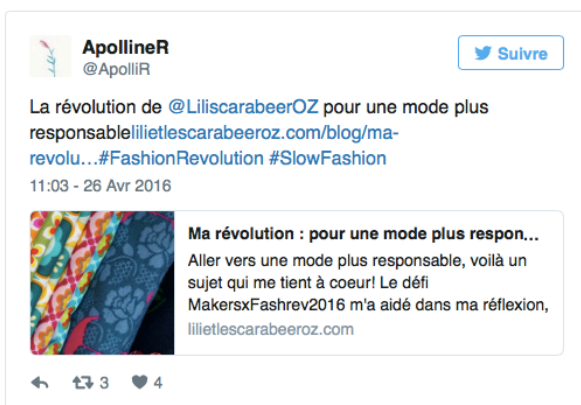 ApollineR
@ApolliR
Suivre
La révolution de @LiliscarabeerOZ pour une mode plus
responsablelilietlescarabeeroz.com/blog/ma-
revolu…#FashionRevolution #SlowFashion
11:03 - 26 Avr 2016
Ma révolution : pour une mode plus respon...
Aller vers une mode plus responsable, voilà un
sujet qui me tient à coeur! Le défi
MakersxFashrev2016 m'a aidé dans ma réflexion,
lilietlescarabeeroz.com
3
4